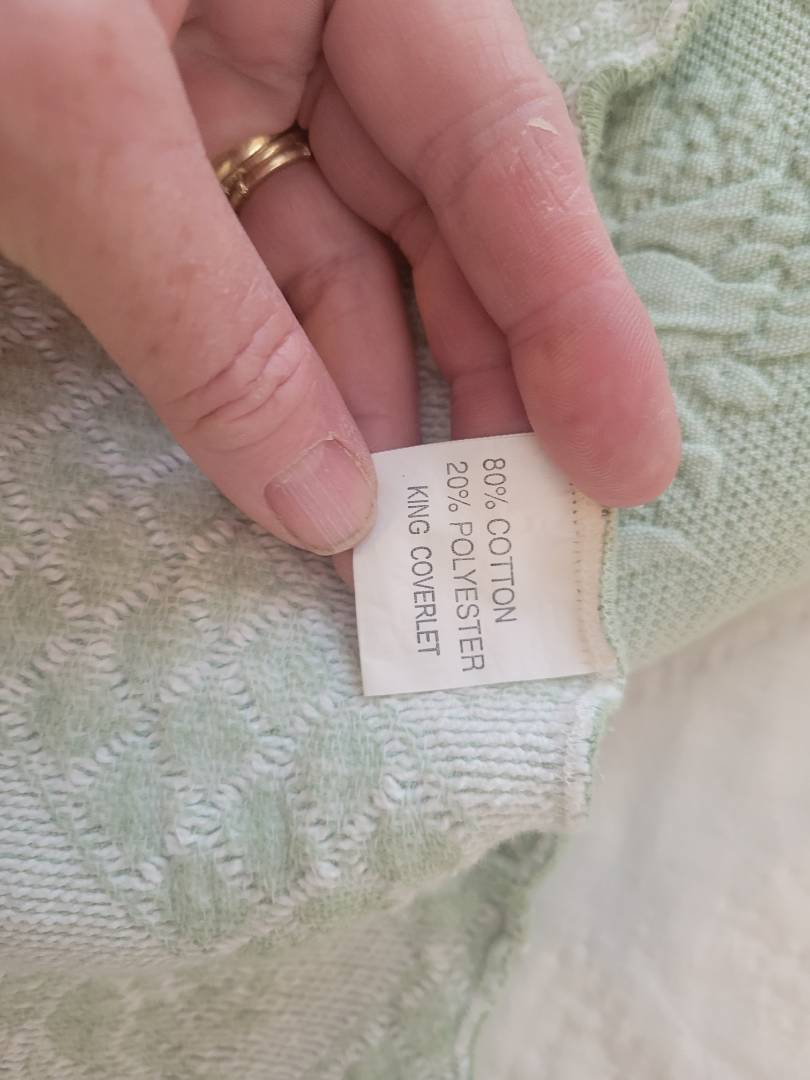 80% COTTON
20% POLYESTER
KING COVERLET